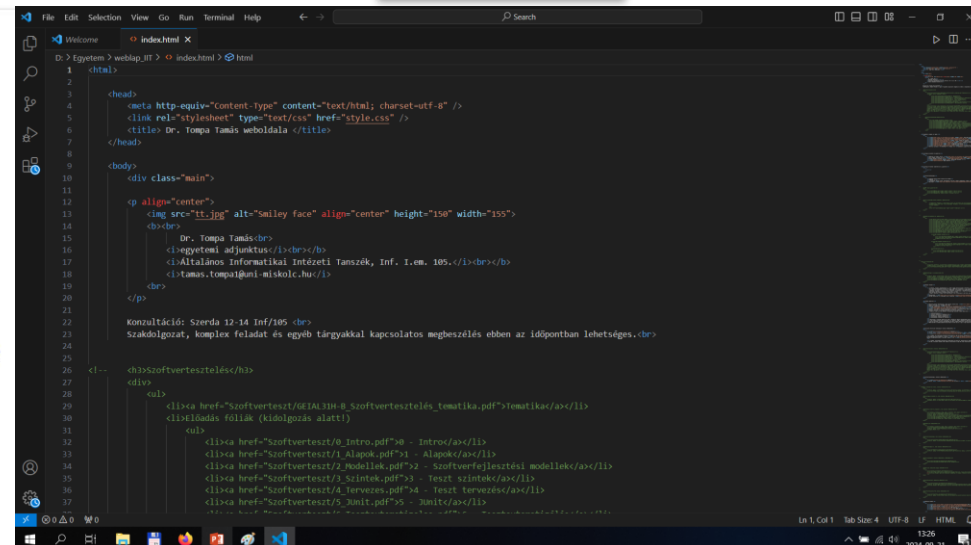 File Edit Selection View Go Run Terminal Help
Search
Welcome
index.html
D: > Egyetem > weblap_IIT > index.html > html
1 <html>
2
3 <head>
4 <meta http-equiv="Content-Type" content="text/html; charset=utf-8" />
5 <link rel="stylesheet" type="text/css" href="style.css" />
6 <title> Dr. Tompa Tamás weboldala </title>
7 </head>
8
9 <body>
10 <div class="main">
11
12 <p align="center">
13 <img src="tt.jpg" alt="Smiley face" align="center" height="150" width="155">
14 <b><br>
15 Dr. Tompa Tamás<br>
16 <i>egyetemi adjunktus</i><br></b>
17 <i>Általános Informatikai Intézeti Tanszék, Inf. I.em. 105.</i><br></b>
18 <i>tamas.tompa1@uni-miskolc.hu</i>
19 <br>
20 </p>
21
22 Konzultáció: Szerda 12-14 Inf/105 <br>
23 Szakdolgozat, komplex feladat és egyéb tárgyakkal kapcsolatos megbeszélés ebben az időpontban lehetséges.<br>
24
25
26 <!-- <h3>Szoftvertesztelés</h3>
27 <div>
28 <ul>
29 <li><a href="Szoftverteszt/GEIAL31H-B_Szoftvertesztelés_tematika.pdf">Tematika</a></li>
30 <li>Előadás fóliák (kidolgozás alatt!)
31 <ul>
32 <li><a href="Szoftverteszt/0_Intro.pdf">0 - Intro</a></li>
33 <li><a href="Szoftverteszt/1_Alapok.pdf">1 - Alapok</a></li>
34 <li><a href="Szoftverteszt/2_Modellek.pdf">2 - Szoftverfejlesztési modellek</a></li>
35 <li><a href="Szoftverteszt/3_Szintek.pdf">3 - Teszt szintek</a></li>
36 <li><a href="Szoftverteszt/4_Tervezes.pdf">4 - Teszt tervezés</a></li>
37 <li><a href="Szoftverteszt/5_JUnit.pdf">5 - JUnit</a></li>
0 0 0
Ln 1, Col 1 Tab Size: 4 UTF-8 LF HTML
13:26
2024. 09. 21.